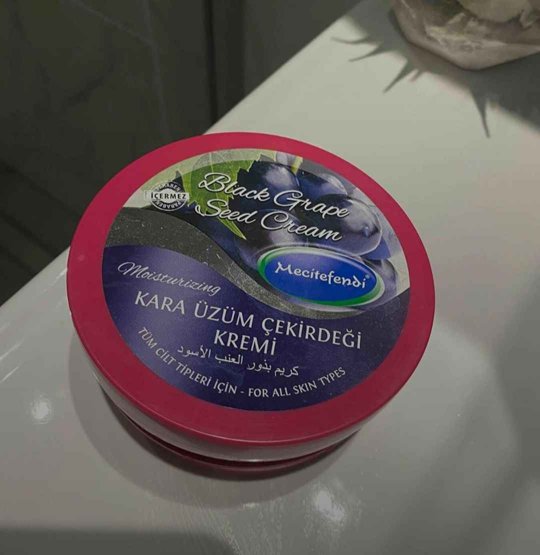 İÇERMEZ
Black Grape
Seed Cream
Mecitefendi
Moisturizing
KARA ÜZÜM ÇEKİRDEĞİ
KREMİ
كريم بذور العنب الأسود
TÜM CİLT TİPLERİ İÇİN - FOR ALL SKIN TYPES